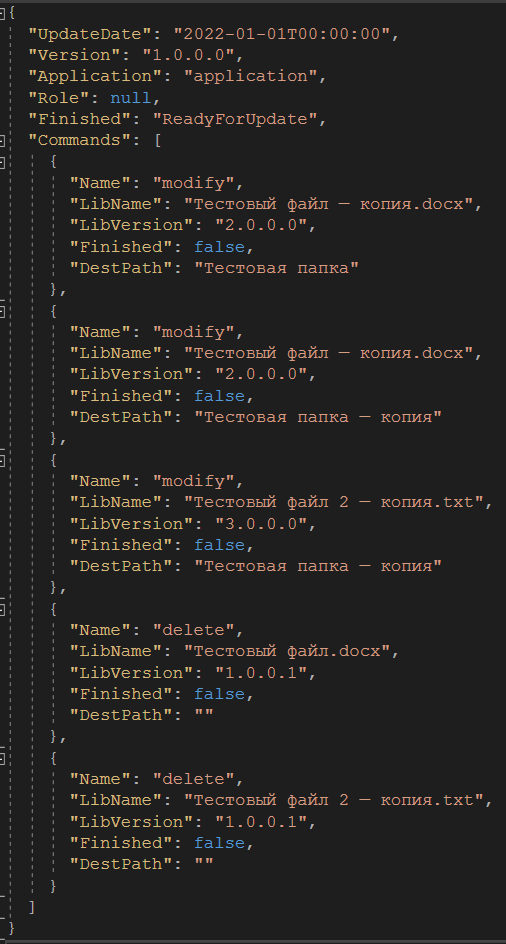 {
"UpdateDate": "2022-01-01T00:00:00",
"Version": "1.0.0.0",
"Application": "application",
"Role": null,
"Finished": "ReadyForUpdate",
"Commands": [
{
"Name": "modify",
"LibName": "Тестовый файл — копия.docx",
"LibVersion": "2.0.0.0",
"Finished": false,
"DestPath": "Тестовая папка"
},
{
"Name": "modify",
"LibName": "Тестовый файл — копия.docx",
"LibVersion": "2.0.0.0",
"Finished": false,
"DestPath": "Тестовая папка — копия"
},
{
"Name": "modify",
"LibName": "Тестовый файл 2 — копия.txt",
"LibVersion": "3.0.0.0",
"Finished": false,
"DestPath": "Тестовая папка — копия"
},
{
"Name": "delete",
"LibName": "Тестовый файл.docx",
"LibVersion": "1.0.0.1",
"Finished": false,
"DestPath": ""
},
{
"Name": "delete",
"LibName": "Тестовый файл 2 — копия.txt",
"LibVersion": "1.0.0.1",
"Finished": false,
"DestPath": ""
}
]
}